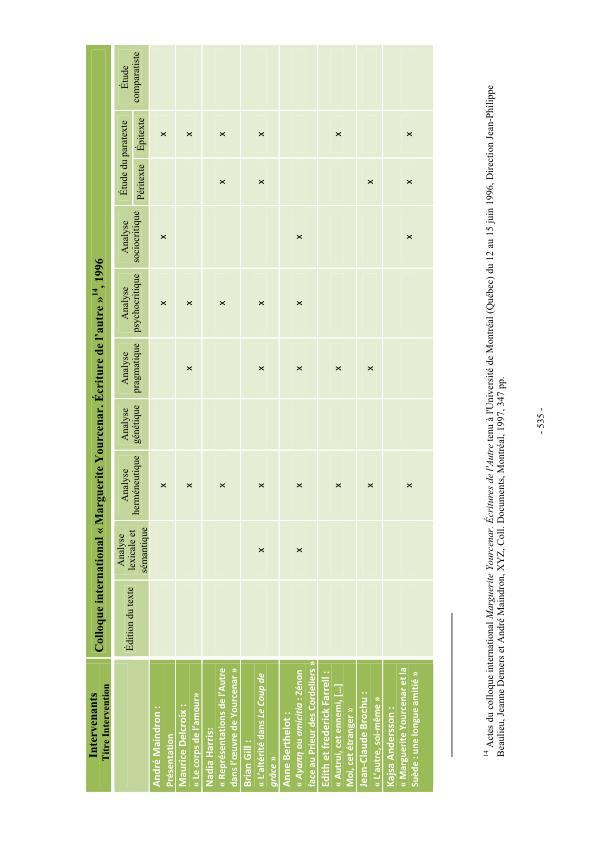 Intervenants
Titre Intervention
Colloque international « Marguerite Yourcenar. Écriture de l'autre »14, 1996
Édition du texte
Analyse
lexicale et
sémantique
Analyse
herméneutique
Analyse
génétique
Analyse
pragmatique
Analyse
psychocritique
Analyse
sociocritique
Étude du paratexte
Péritexte Épitexte
Étude
comparatiste
André Maindron :
Présentation
x x x x
Maurice Delcroix :
« Le corps de l'amour»
x x x x
Nadia Harris:
« Représentations de l'Autre
dans l'œuvre de Yourcenar »
x x x x
Brian Gill :
« L'altérité dans Le Coup de
grâce »
x x x x x x
Anne Berthelot :
« Αγαπη ou amicitia : Zénon
face au Prieur des Cordeliers »
x x x x x
Edith et frederick Farrell :
« Autrui, cet ennemi, […]
Moi, cet étranger »
x x x
Jean-Claude Brochu :
« L'autre, soi-même »
x x x
Kajsa Andersson :
« Marguerite Yourcenar et la
Suède : une longue amitié »
x x x x
14 Actes du colloque international Marguerite Yourcenar. Écritures de l'Autre tenu à l'Université de Montréal (Québec) du 12 au 15 juin 1996, Direction Jean-Philippe
Beaulieu, Jeanne Demers et André Maindron, XYZ, Coll. Documents, Montréal, 1997, 347 pp.
- 535 -